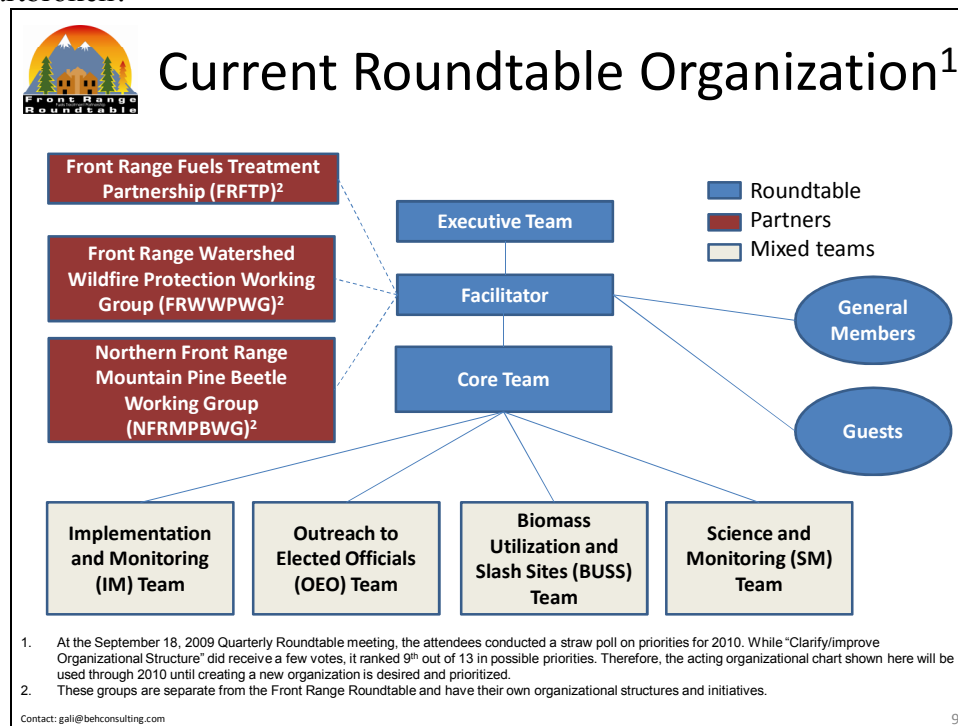 Front Range
Roundtable
Current Roundtable Organization1
Front Range Fuels Treatment
Partnership (FRFTP)2
Front Range Watershed
Wildfire Protection Working
Group (FRWWPWG)2
Northern Front Range
Mountain Pine Beetle
Working Group
(NFRMPBWG)2
Executive Team
Facilitator
Core Team
Roundtable
Partners
Mixed teams
General
Members
Guests
Implementation
and Monitoring
(IM) Team
Outreach to
Elected Officials
(OEO) Team
Biomass
Utilization and
Slash Sites (BUSS)
Team
Science and
Monitoring (SM)
Team
1. At the September 18, 2009 Quarterly Roundtable meeting, the attendees conducted a straw poll on priorities for 2010. While “Clarify/improve
Organizational Structure” did receive a few votes, it ranked 9th out of 13 in possible priorities. Therefore, the acting organizational chart shown here will be
used through 2010 until creating a new organization is desired and prioritized.
2. These groups are separate from the Front Range Roundtable and have their own organizational structures and initiatives.
Contact: gali@behconsulting.com
9